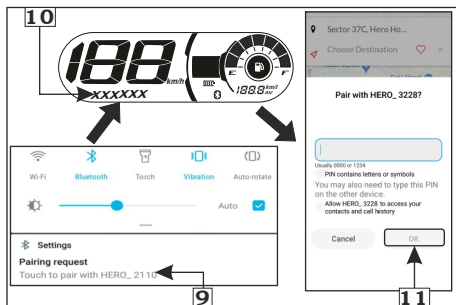 10
188
km/h
XXXXXX
E F
188.8 km/l
AVI
Wi-Fi Bluetooth Torch Vibration Auto-rotate
Auto
Settings
Pairing request
Touch to pair with HERO_ 2110
9
Sector 37C, Hero Ho...
Choose Destination
Pair with HERO_ 3228?
Usually 0000 or 1234
PIN contains letters or symbols
You may also need to type this PIN
on the other device.
Allow HERO_ 3228 to access your
contacts and call history
Cancel OK
11